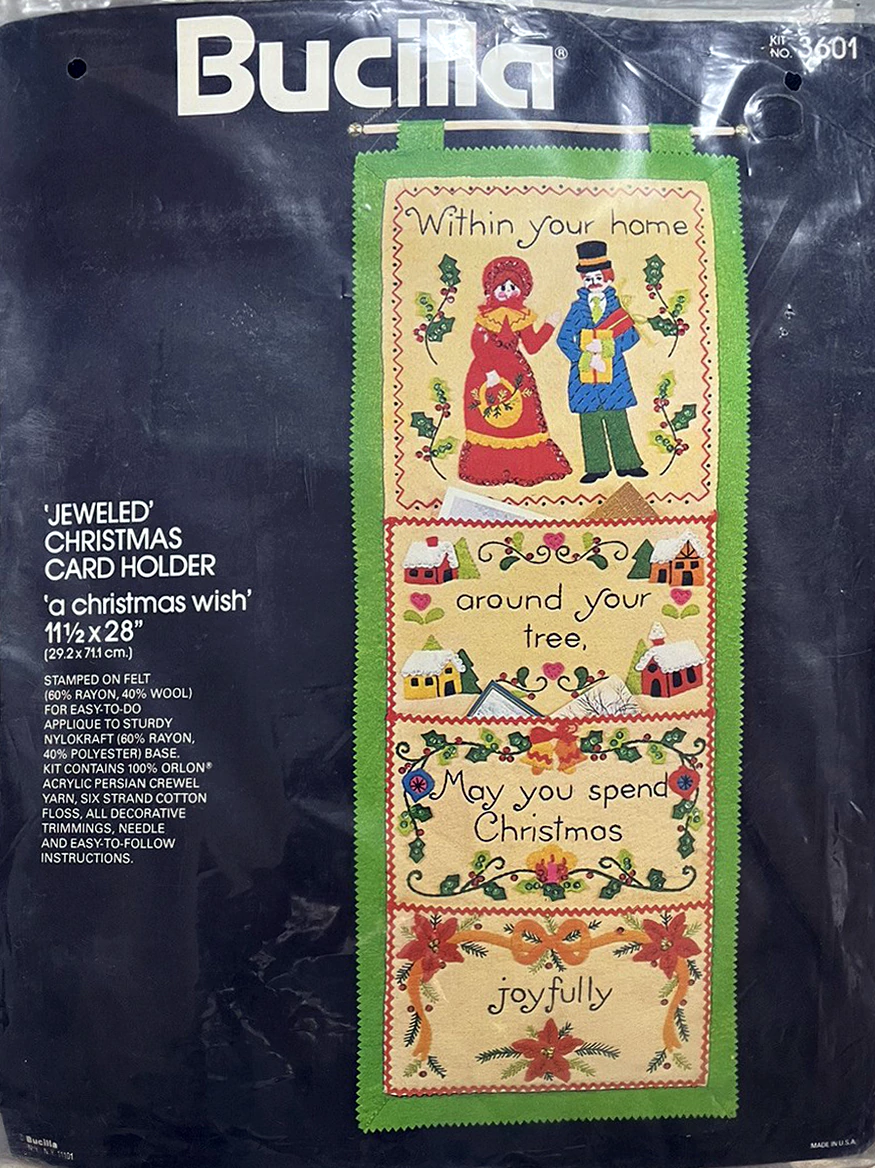 Bucilla®
KIT NO. 3601
Within your home
around your
tree,
May you spend
Christmas
joyfully
'JEWELED'
CHRISTMAS
CARD HOLDER
'a christmas wish'
11½ x 28"
(29.2 x 71.1 cm.)
STAMPED ON FELT
(60% RAYON, 40% WOOL)
FOR EASY-TO-DO
APPLIQUE TO STURDY
NYLOKRAFT (60% RAYON,
40% POLYESTER) BASE.
KIT CONTAINS 100% ORLON®
ACRYLIC PERSIAN CREWEL
YARN, SIX STRAND COTTON
FLOSS, ALL DECORATIVE
TRIMMINGS, NEEDLE
AND EASY-TO-FOLLOW
INSTRUCTIONS.
Bucilla
11101
MADE IN U.S.A.